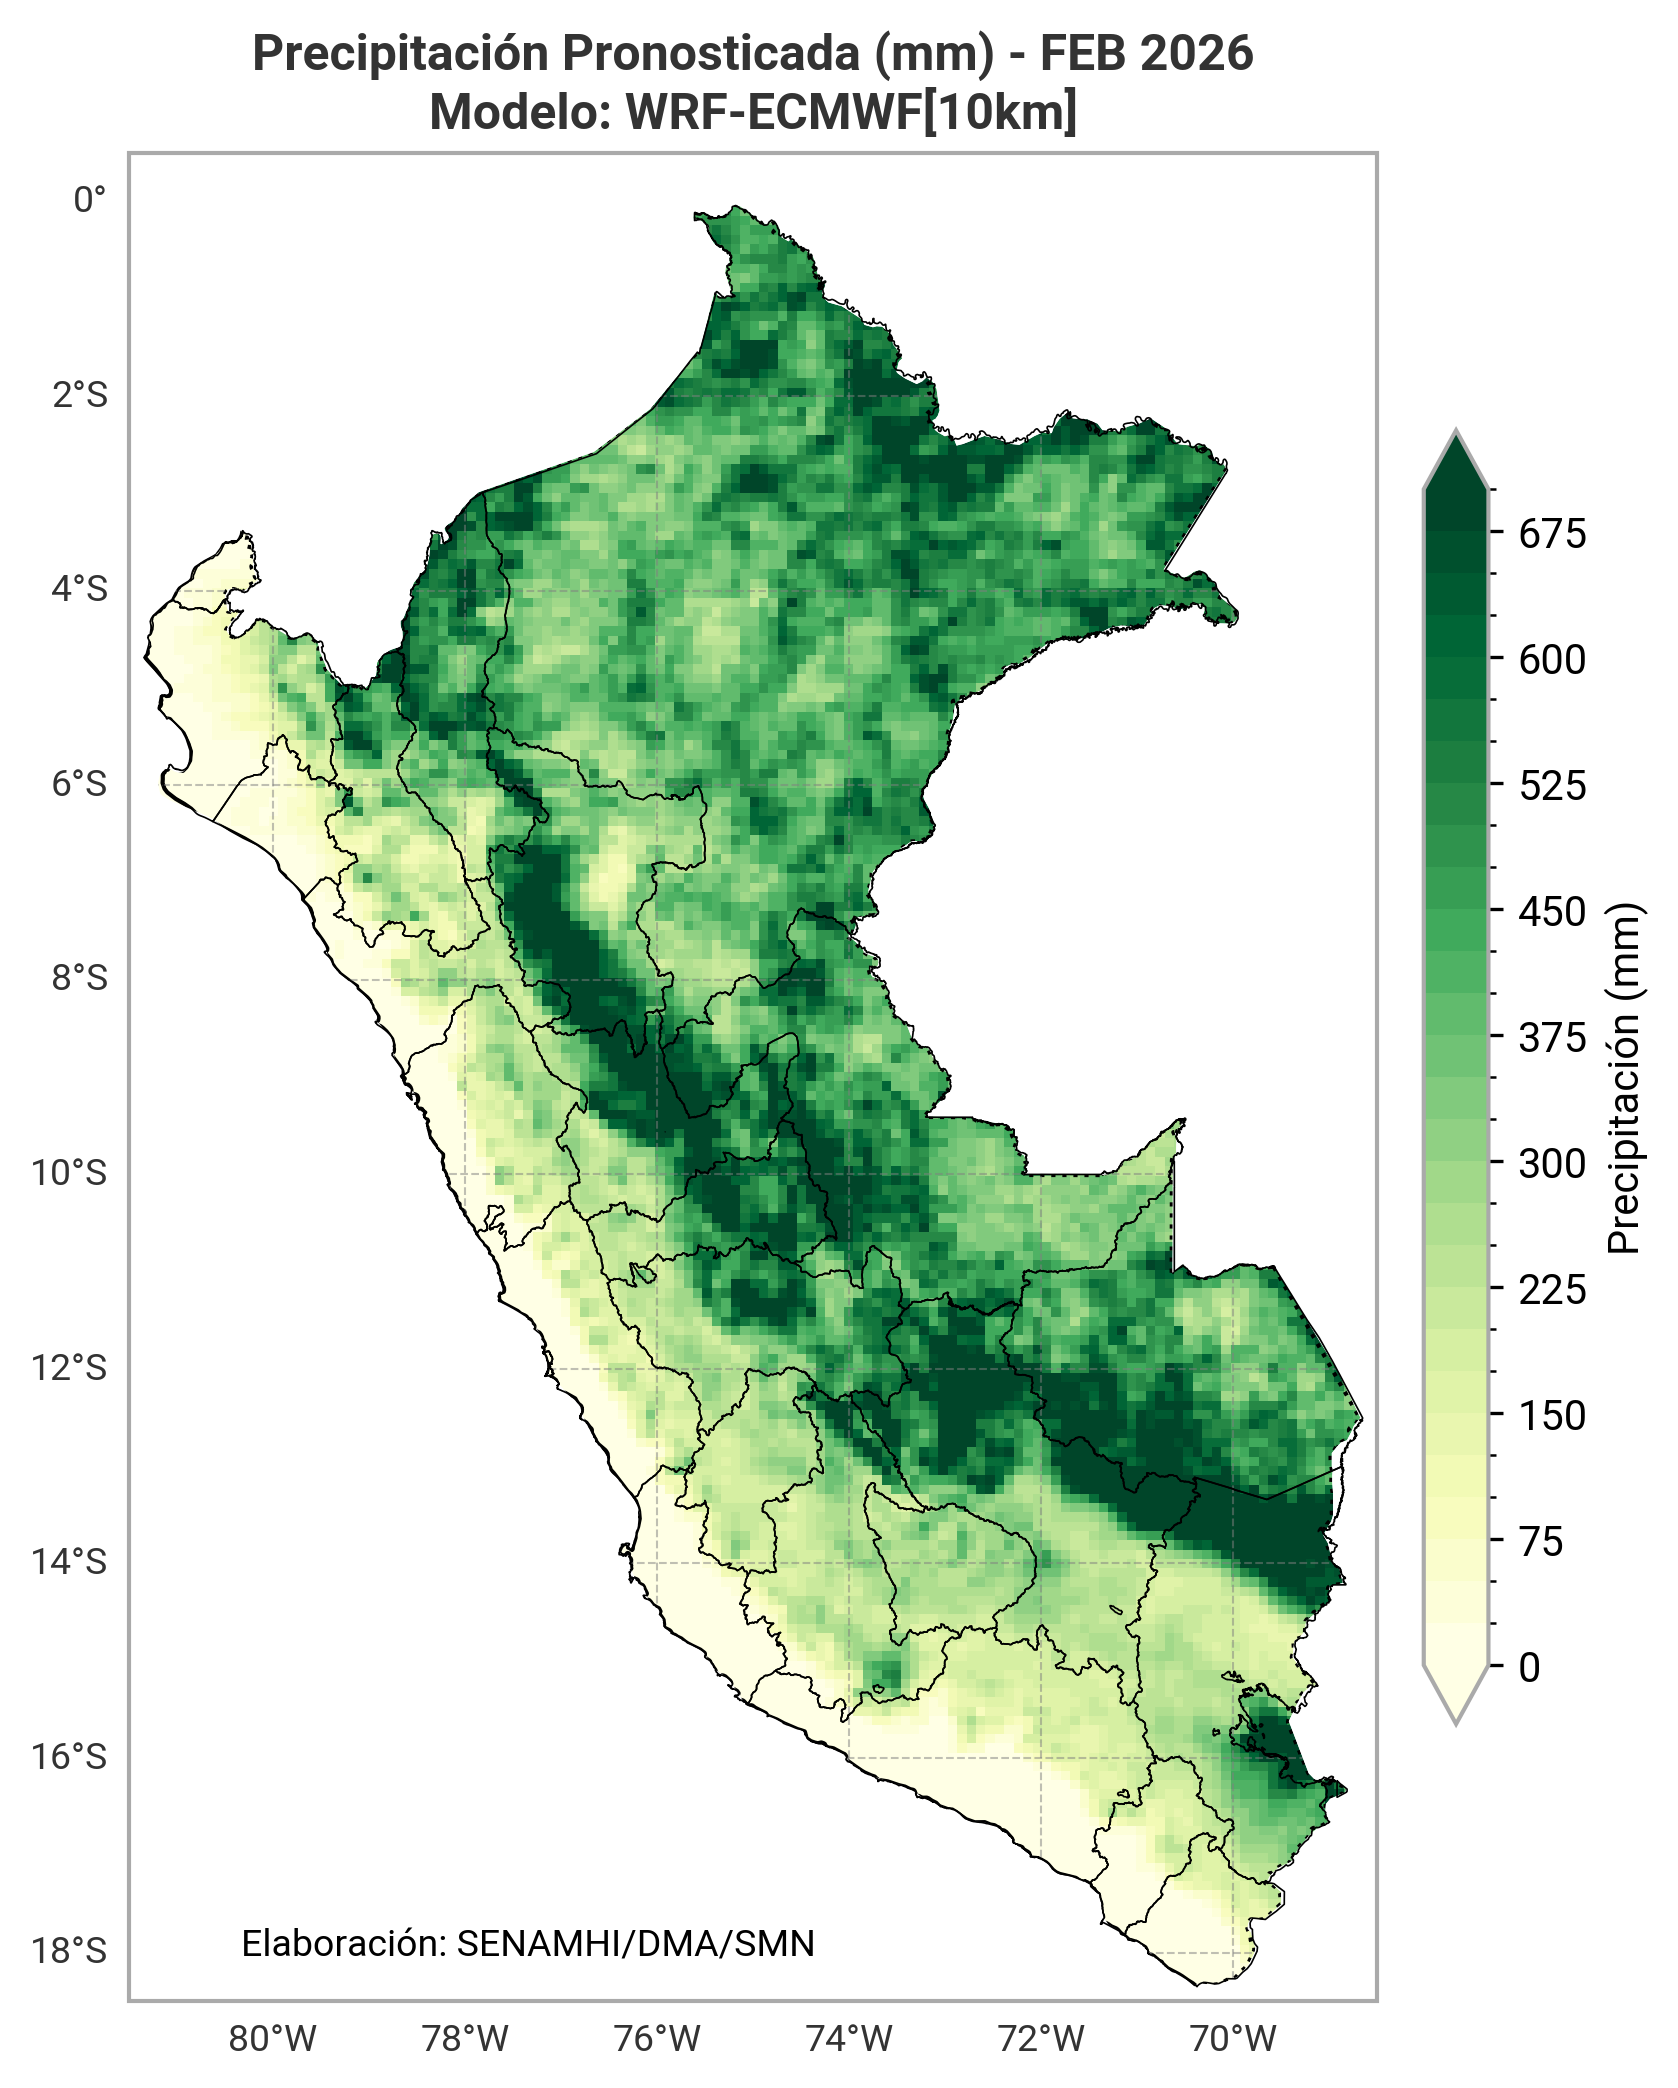 Precipitación Pronosticada (mm) - FEB 2026
Modelo: WRF-ECMWF[10km]
0°
2°S
4°S
6°S
8°S
10°S
12°S
14°S
16°S
18°S
80°W
78°W
76°W
74°W
72°W
70°W
Elaboración: SENAMHI/DMA/SMN
675
600
525
450
375
300
225
150
75
0
Precipitación (mm)